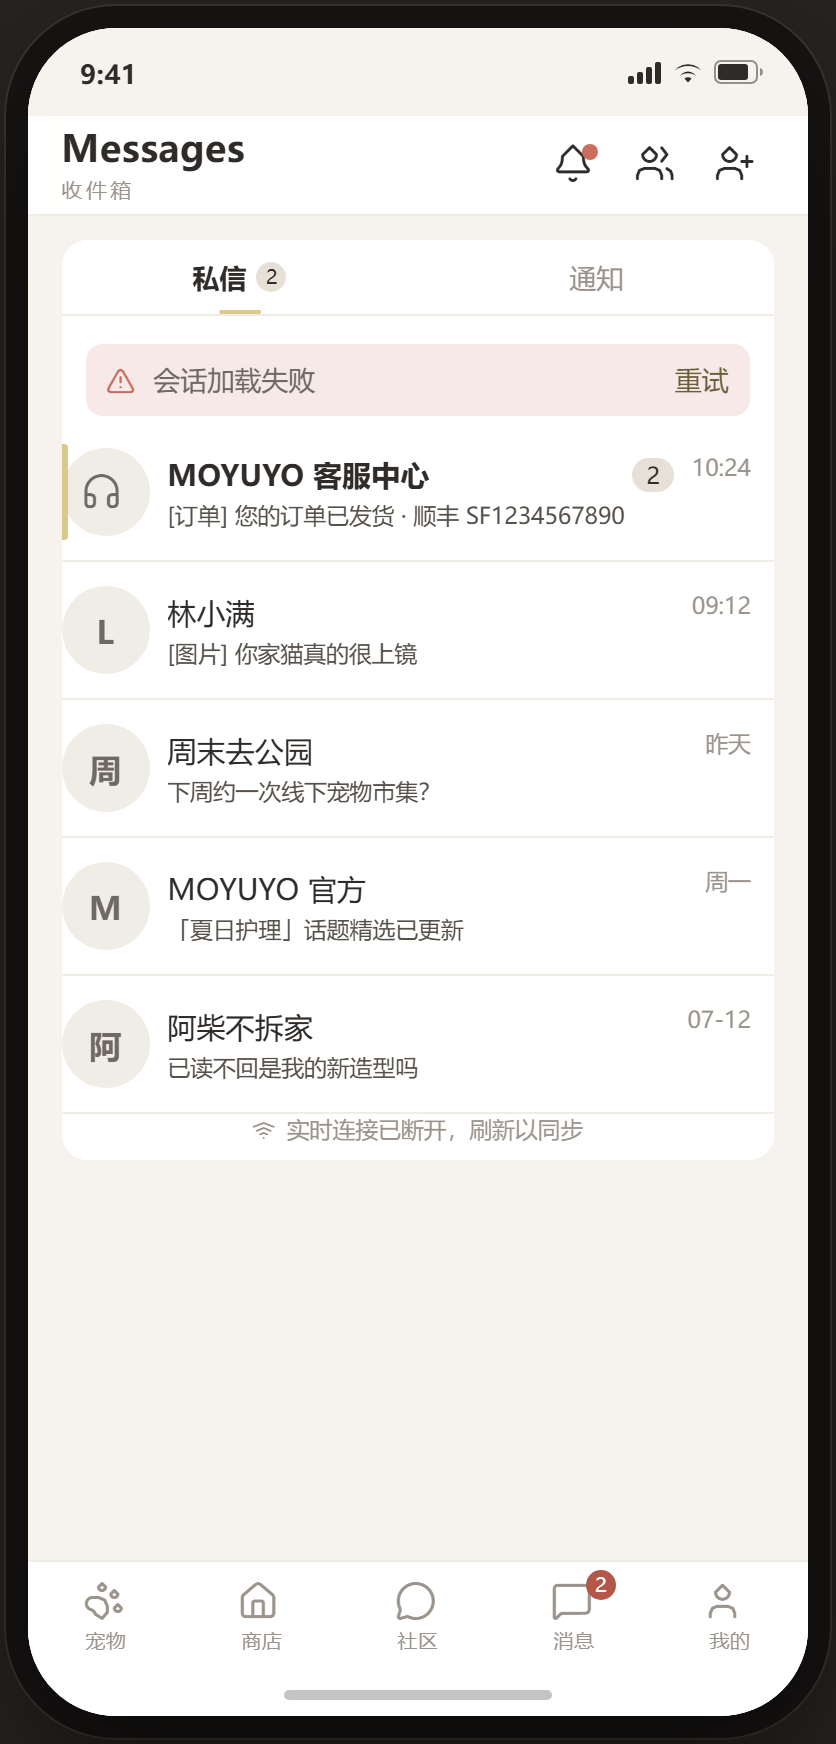 9:41
Messages
收件箱
私信 2
通知
会话加载失败 重试
MOYUYO 客服中心 2 10:24
[订单] 您的订单已发货 · 顺丰 SF1234567890
L
林小满 09:12
[图片] 你家猫真的很上镜
周
周末去公园 昨天
下周约一次线下宠物市集?
M
MOYUYO 官方 周一
「夏日护理」话题精选已更新
阿
阿柴不拆家 07-12
已读不回是我的新造型吗
实时连接已断开，刷新以同步
2
宠物 商店 社区 消息 我的